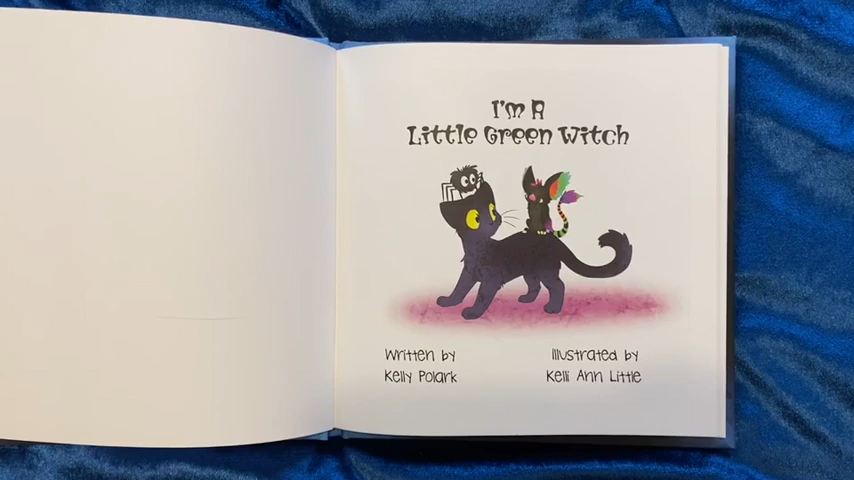 I'm A
Little Green Witch
Written by
Kelly Polark
Illustrated by
Kelli Ann Little